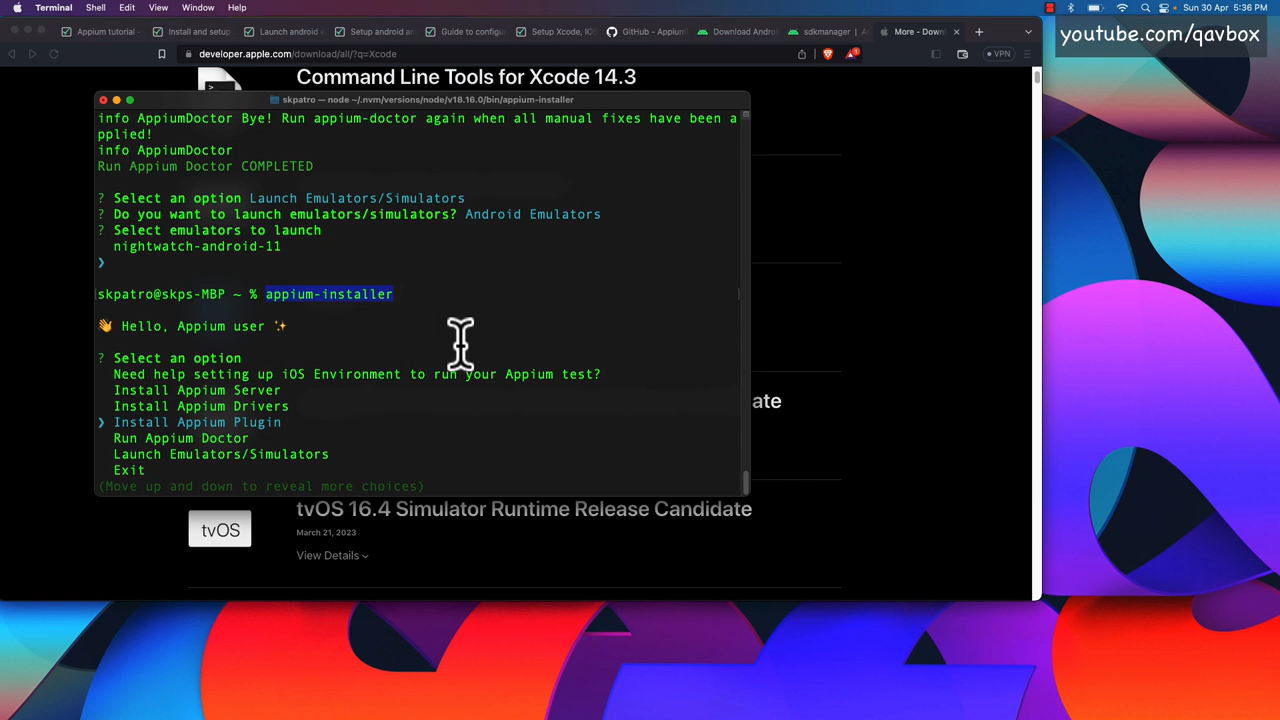 Terminal Shell Edit View Window Help
Sun 30 Apr 5:36 PM
Appium tutorial -
Install and setup
Launch android e
Setup android an
Guide to configu
Setup Xcode, IOS
GitHub - Appium
Download Andro
sdkmanager | A
More - Down
developer.apple.com/download/all/?q=Xcode
1
VPN
youtube.com/qavbox
Command Line Tools for Xcode 14.3
skpatro — node ~/.nvm/versions/node/v18.16.0/bin/appium-installer
info AppiumDoctor Bye! Run appium-doctor again when all manual fixes have been a
pplied!
info AppiumDoctor
Run Appium Doctor COMPLETED
? Select an option Launch Emulators/Simulators
? Do you want to launch emulators/simulators? Android Emulators
? Select emulators to launch
nightwatch-android-11
❯
skpatro@skps-MBP ~ % appium-installer
👋 Hello, Appium user ✨
? Select an option
Need help setting up iOS Environment to run your Appium test?
Install Appium Server
Install Appium Drivers
❯ Install Appium Plugin
Run Appium Doctor
Launch Emulators/Simulators
Exit
(Move up and down to reveal more choices)
ate
tvOS
tvOS 16.4 Simulator Runtime Release Candidate
March 21, 2023
View Details